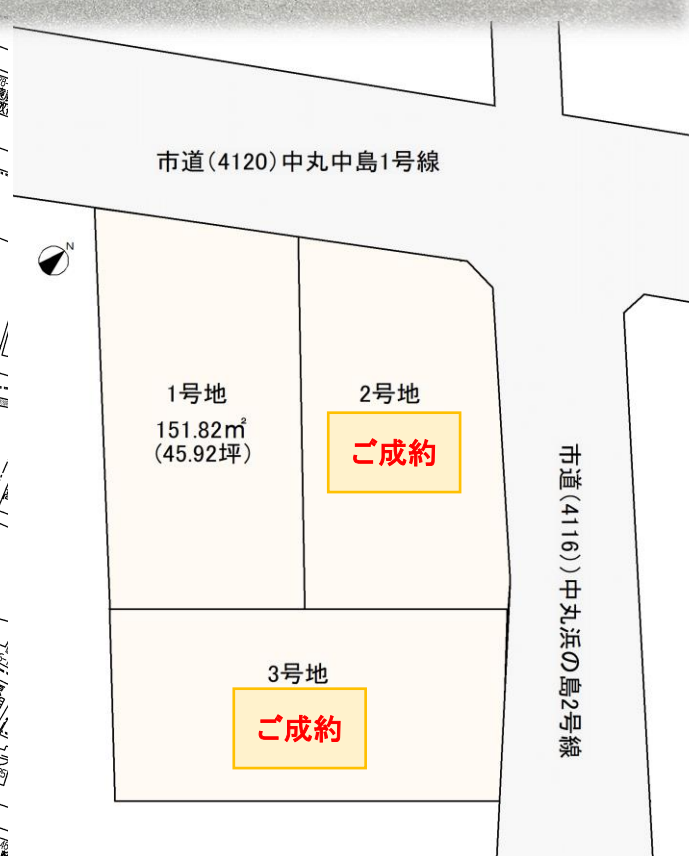 市道(4120)中丸中島1号線
N
1号地
151.82㎡
(45.92坪)
2号地
ご成約
市道(4116))中丸浜の島2号線
3号地
ご成約